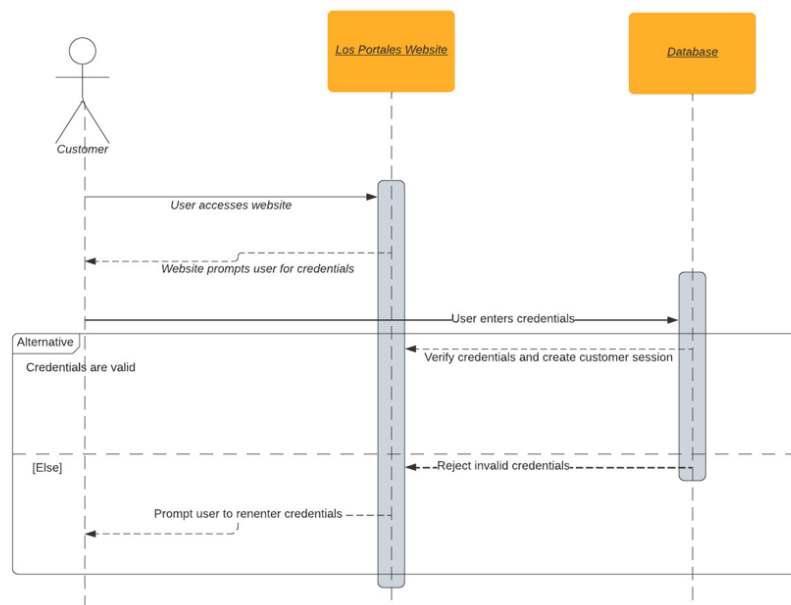 Los Portales Website
Database
Customer
User accesses website
Website prompts user for credentials
User enters credentials
Alternative
Verify credentials and create customer session
Credentials are valid
Reject invalid credentials
[Else]
Prompt user to renenter credentials